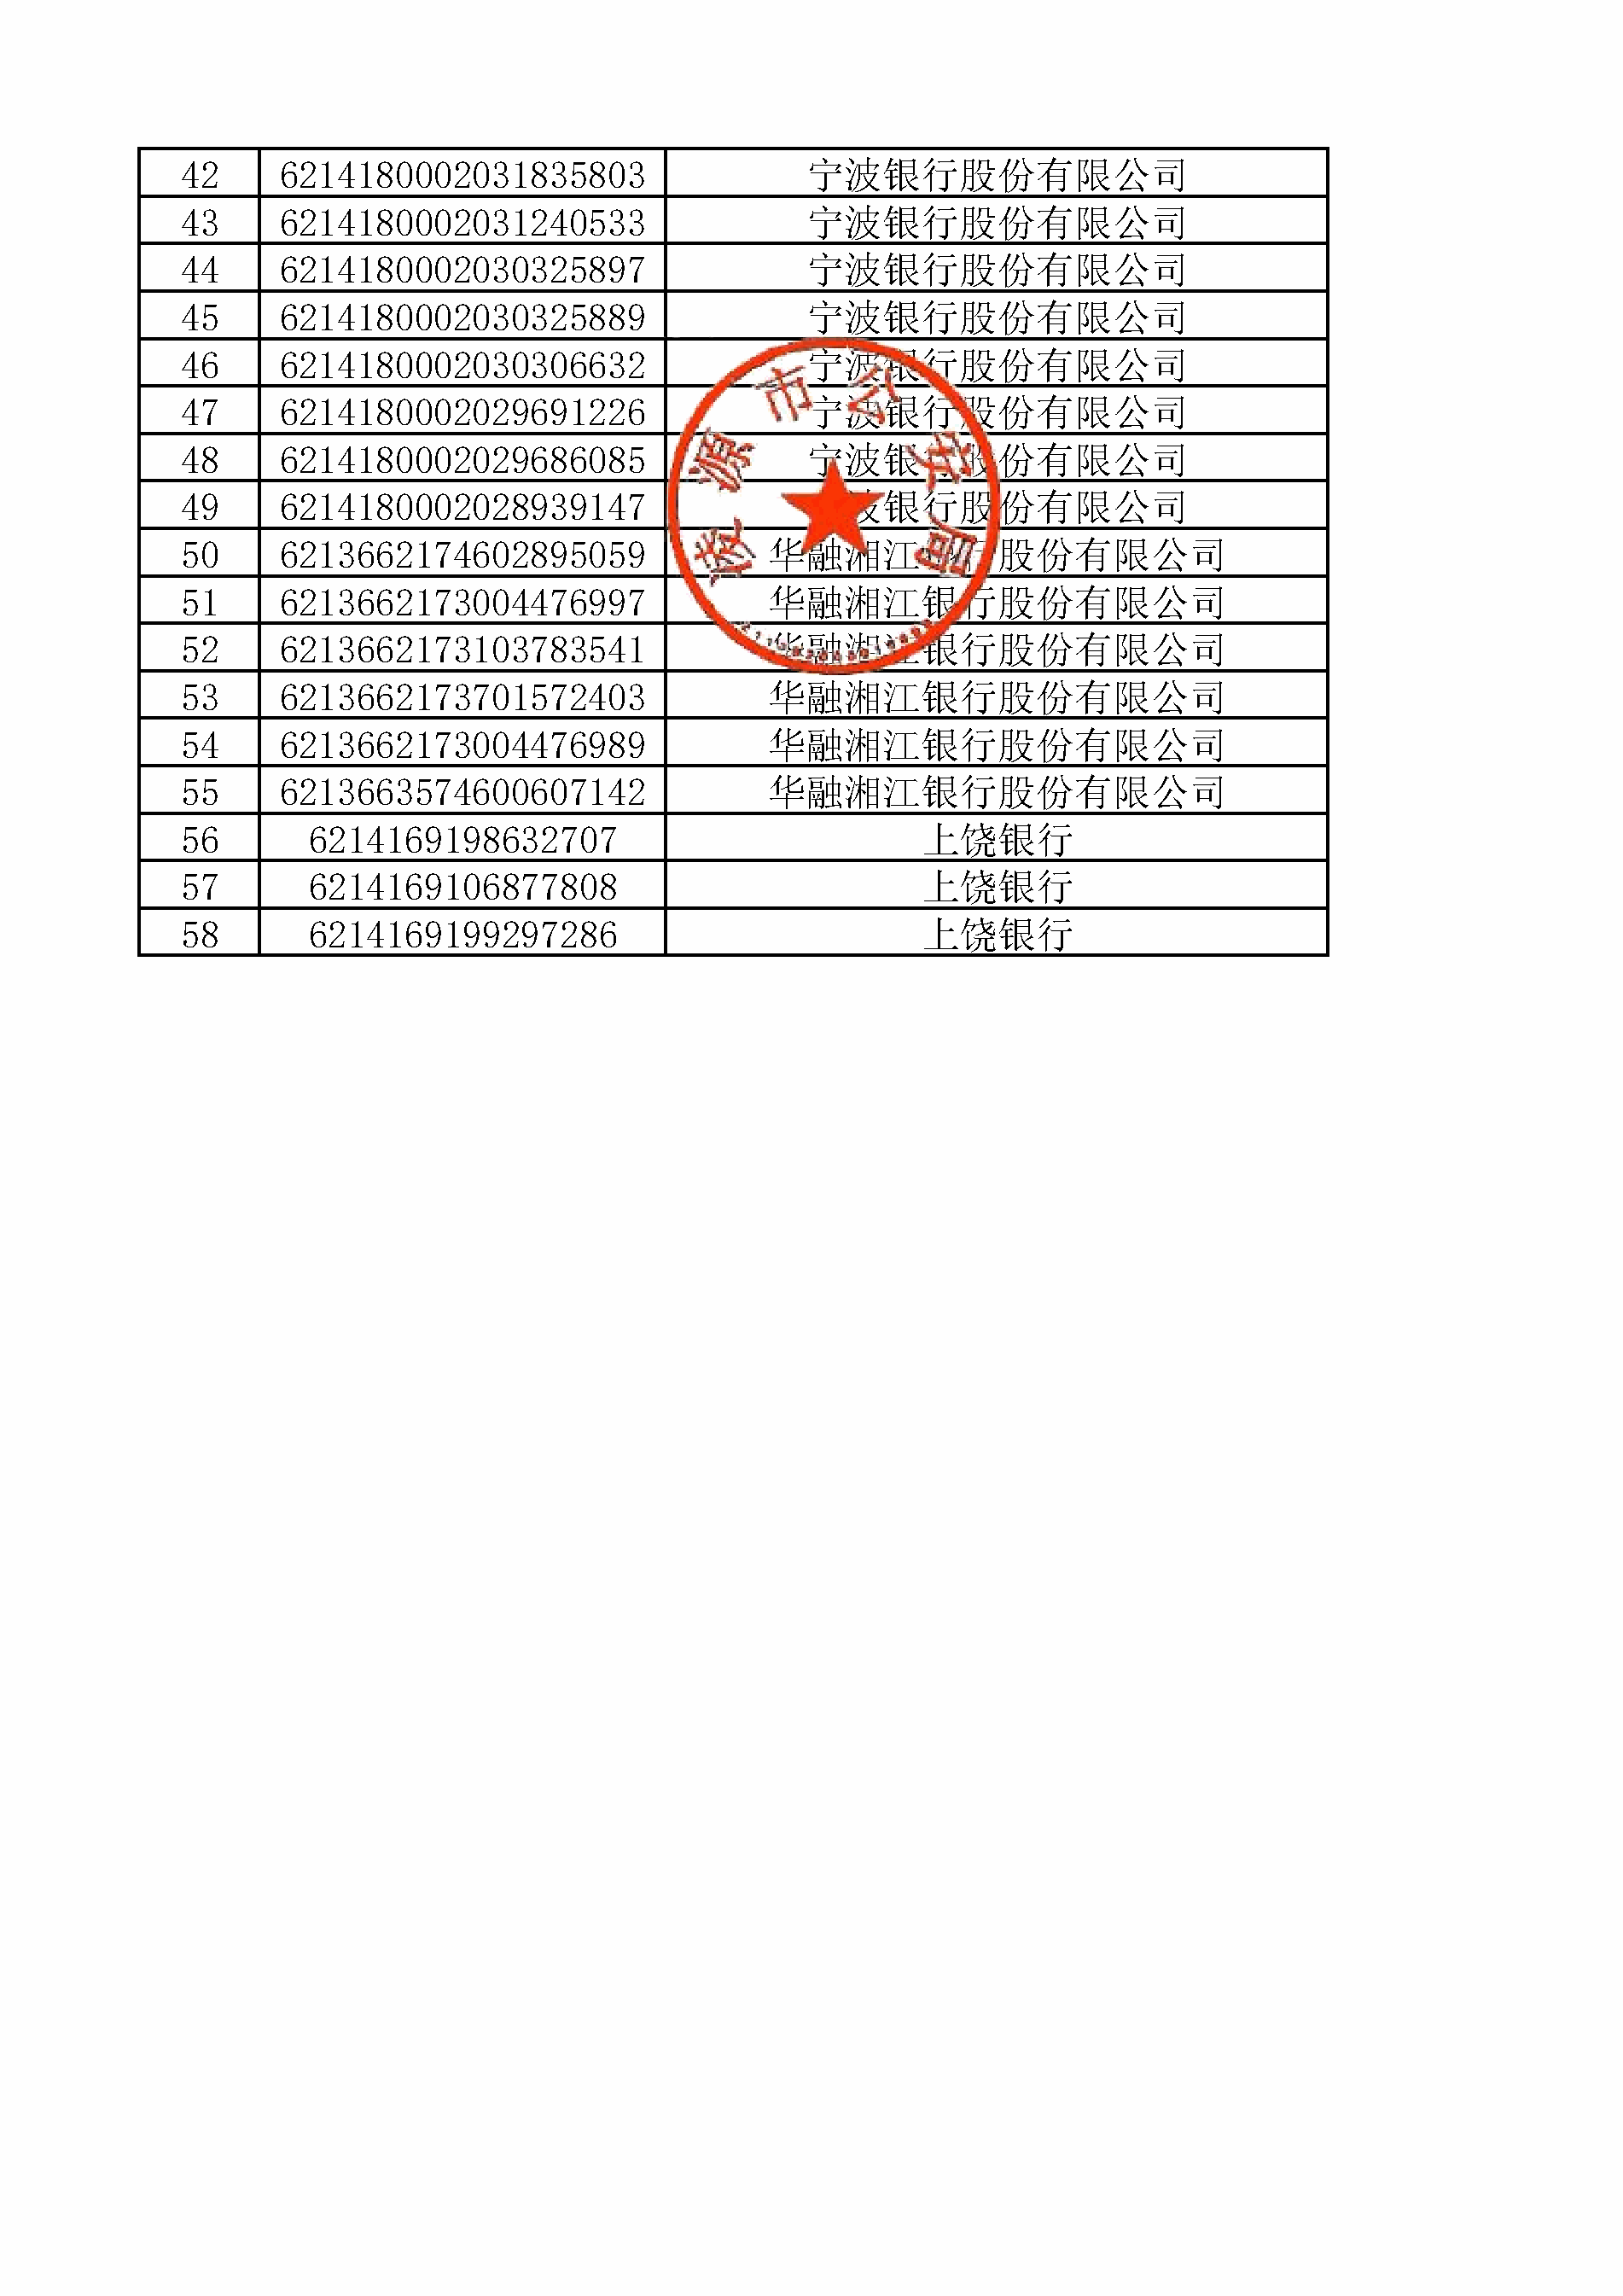 42 6214180002031835803 宁波银行股份有限公司
43 6214180002031240533 宁波银行股份有限公司
44 6214180002030325897 宁波银行股份有限公司
45 6214180002030325889 宁波银行股份有限公司
46 6214180002030306632 宁波银行股份有限公司
47 6214180002029691226 宁波银行股份有限公司
48 6214180002029686085 宁波银行股份有限公司
49 6214180002028939147 波银行股份有限公司
50 6213662174602895059 华融湘江行股份有限公司
51 6213662173004476997 华融湘江银行股份有限公司
52 6213662173103783541 华融湘江银行股份有限公司
53 6213662173701572403 华融湘江银行股份有限公司
54 6213662173004476989 华融湘江银行股份有限公司
55 6213663574600607142 华融湘江银行股份有限公司
56 6214169198632707 上饶银行
57 6214169106877808 上饶银行
58 6214169199297286 上饶银行
凌源市公安局